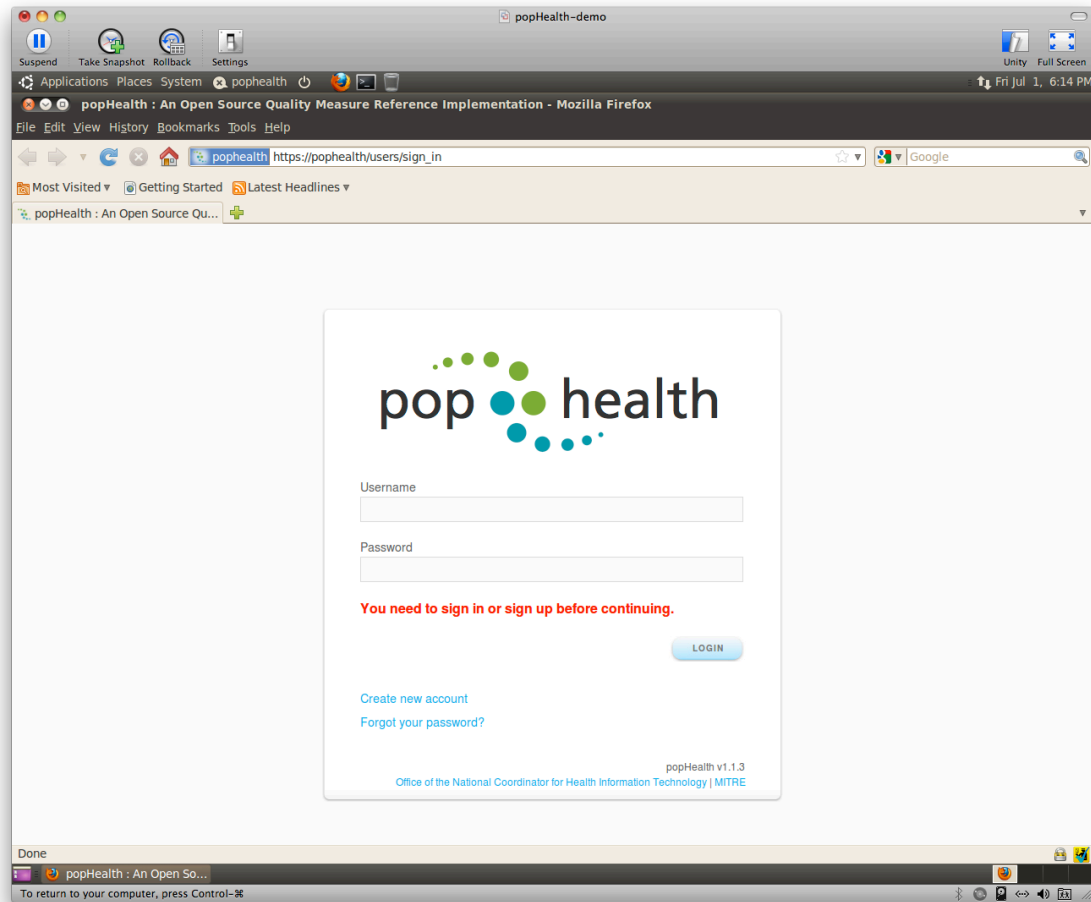 popHealth-demo
Suspend Take Snapshot Rollback Settings Unity Full Screen
Applications Places System pophealth Fri Jul 1, 6:14 PM
popHealth : An Open Source Quality Measure Reference Implementation - Mozilla Firefox
File Edit View History Bookmarks Tools Help
pophealth https://pophealth/users/sign_in Google
Most Visited Getting Started Latest Headlines
popHealth : An Open Source Qu...
pop health
Username
Password
You need to sign in or sign up before continuing.
LOGIN
Create new account
Forgot your password?
popHealth v1.1.3
Office of the National Coordinator for Health Information Technology | MITRE
Done
popHealth : An Open So...
To return to your computer, press Control-⌘